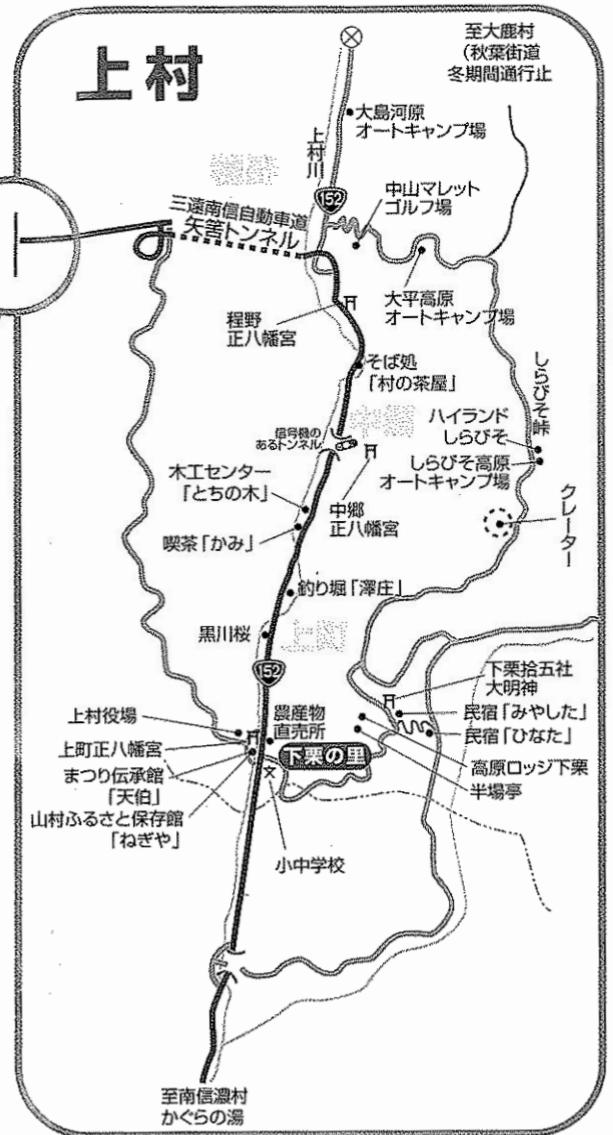 上村
至大鹿村
(秋葉街道
冬期間通行止
大島河原
オートキャンプ場
上村川
152
中山マレット
ゴルフ場
三遠南信自動車道
矢筈トンネル
大平高原
オートキャンプ場
程野
正八幡宮
そば処
「村の茶屋」
しらびそ峠
ハイランド
しらびそ
しらびそ高原
オートキャンプ場
中郷
信号機の
あるトンネル
木工センター
「とちの木」
中郷
正八幡宮
喫茶「かみ」
クレーター
釣り堀「澤庄」
黒川桜
上町
152
下栗拾五社
大明神
上村役場
農産物
直売所
民宿「みやした」
上町正八幡宮
下栗の里
民宿「ひなた」
まつり伝承館
「天伯」
高原ロッジ下栗
半場亭
山村ふるさと保存館
「ねぎや」
小中学校
至南信濃村
かぐらの湯